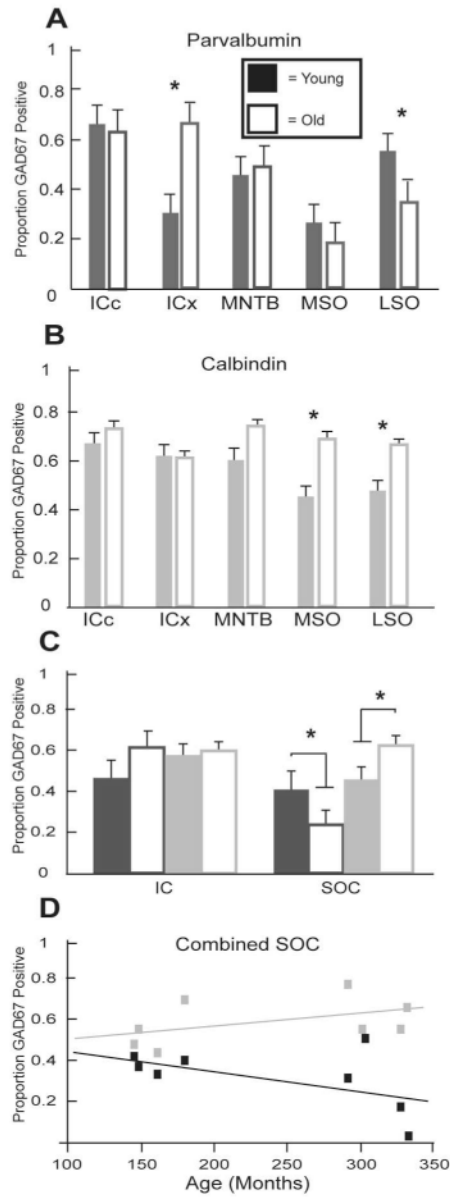 A
Parvalbumin
Proportion GAD67 Positive
1
0.8
0.6
0.4
0.2
0
*
*
= Young
= Old
ICc ICx MNTB MSO LSO
B
Calbindin
Proportion GAD67 Positive
1
0.8
0.6
0.4
0.2
0
*
*
ICc ICx MNTB MSO LSO
C
Proportion GAD67 Positive
1
0.8
0.6
0.4
0.2
0
*
*
IC SOC
D
Combined SOC
Proportion GAD67 Positive
1
0.8
0.6
0.4
0.2
100 150 200 250 300 350
Age (Months)